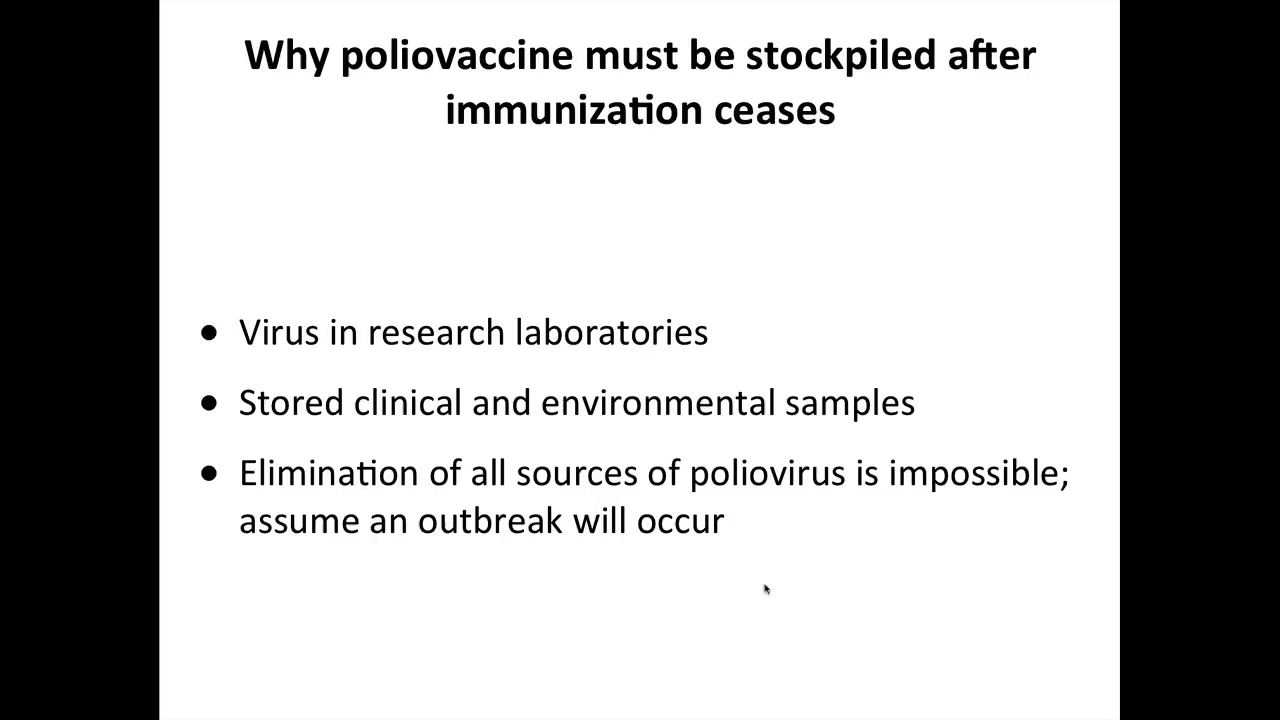 Why poliovaccine must be stockpiled after
immunization ceases
• Virus in research laboratories
• Stored clinical and environmental samples
• Elimination of all sources of poliovirus is impossible;
assume an outbreak will occur